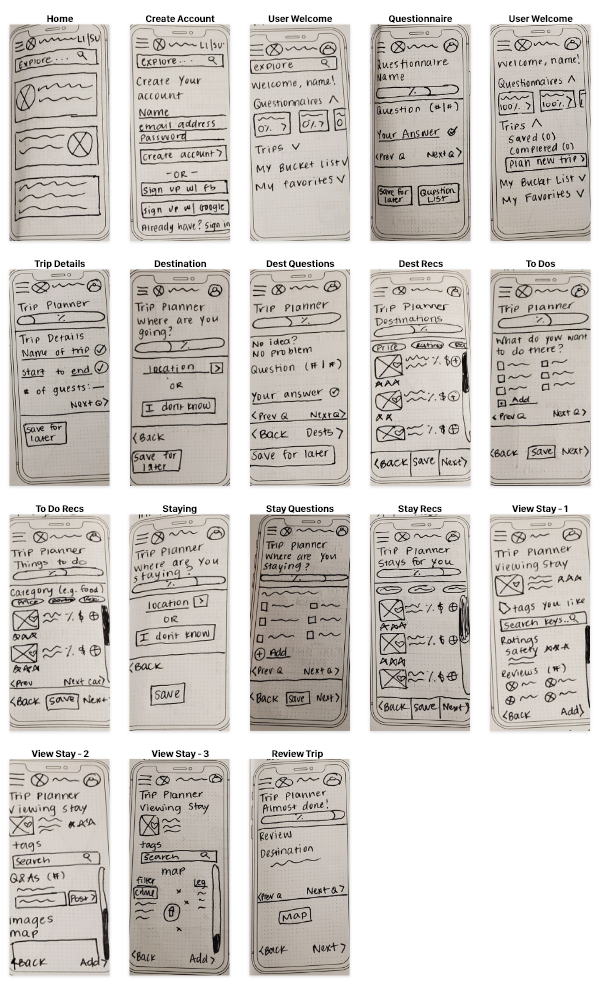 Home
LI|SU
Explore... 
Create Account
LI|SU
explore...
Create Your
account
Name
email address
Password
Create account >
- OR -
Sign up w/ fb
Sign up w/ Google
Already have? Sign in
User Welcome
explore
Welcome, name!
Questionnaires ^
0% > 0% > 0
Trips v
My Bucket List v
My favorites v
Questionnaire
Questionnaire
Name
%
Question (#|#)
Your Answer
<Prev Q Next Q>
Save for
later
Question
List
User Welcome
Welcome, name!
Questionnaires ^
100% > 100% >
Trips ^
Saved (0)
Completed (0)
plan new trip >
My Bucket List v
My Favorites v
Trip Details
Trip Planner
%
Trip Details
Name of trip
start to end
# of guests: —
Next Q>
Save for
later
Destination
Trip Planner
Where are you
going?
%
location >
OR
I don't know
<Back
Save for
later
Dest Questions
Trip Planner
%
No idea?
No problem
Question (#|#)
Your answer
<Prev Q Next Q>
<Back Dests >
Save for later
Dest Recs
Trip Planner
Destinations
%
Price Rating
% $ +
% $ +
% $ +
<Back Save Next>
To Dos
Trip Planner
%
What do you want
to do there?
+ Add
<Prev Q Next Q>
<Back Save Next>
To Do Recs
Trip Planner
Things to do
Category (e.g. food)
Price
% $ +
% $ +
<Prev Next cat>
<Back Save Next
Staying
Trip Planner
Where are you
staying?
location >
OR
I don't know
<Back
Save
Stay Questions
Trip Planner
Where are you
staying?
%
+ Add
<Prev Q Next Q>
<Back Save Next>
Stay Recs
Trip Planner
Stays for you
%
% $ +
% $ +
% $ +
<Back Save Next>
View Stay - 1
Trip Planner
Viewing Stay
tags you like
search keys..
Ratings
safety
Reviews (#)
<Back Add>
View Stay - 2
Trip Planner
Viewing stay
tags
Search
Q&As (#)
Post >
images
map
<Back Add>
View Stay - 3
Trip Planner
Viewing Stay
tags
Search
map
filter
crime
Leg
<Back Add>
Review Trip
Trip Planner
Almost done!
%
Review
Destination
<Prev Q Next Q>
Map
<Back Next>